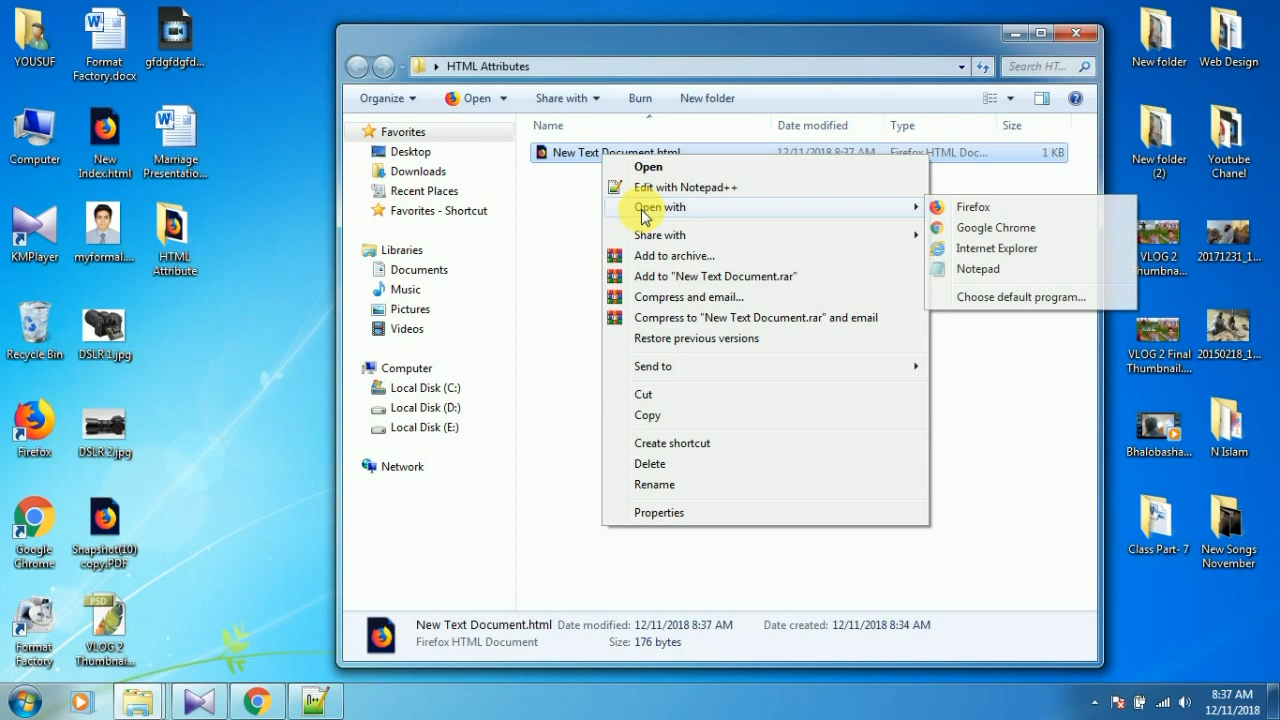 YOUSUF
Format
Factory.docx
gfdgfdgfd...
Computer
New
Index.html
Marriage
Presentatio...
KMPlayer
myformal....
HTML
Attribute
Recycle Bin
DSLR 1.jpg
Firefox
DSLR 2.jpg
Google
Chrome
Snapshot(10)
copy.PDF
Format
Factory
PSD
VLOG 2
Thumbnai...
HTML Attributes
Search HT...
Organize
Open
Share with
Burn
New folder
Favorites
Desktop
Downloads
Recent Places
Favorites - Shortcut
Libraries
Documents
Music
Pictures
Videos
Computer
Local Disk (C:)
Local Disk (D:)
Local Disk (E:)
Network
Name
Date modified
Type
Size
New Text Document.html
12/11/2018 8:37 AM
Firefox HTML Doc...
1 KB
Open
Edit with Notepad++
Open with
Share with
Add to archive...
Add to "New Text Document.rar"
Compress and email...
Compress to "New Text Document.rar" and email
Restore previous versions
Send to
Cut
Copy
Create shortcut
Delete
Rename
Properties
Firefox
Google Chrome
Internet Explorer
Notepad
Choose default program...
New Text Document.html
Date modified: 12/11/2018 8:37 AM
Date created: 12/11/2018 8:34 AM
Firefox HTML Document
Size: 176 bytes
New folder
Web Design
New folder
(2)
Youtube
Chanel
VLOG 2
Thumbna...
20171231_1...
VLOG 2 Final
Thumbnail....
20150218_1...
Bhalobasha...
N Islam
Class Part- 7
New Songs
November
8:37 AM
12/11/2018